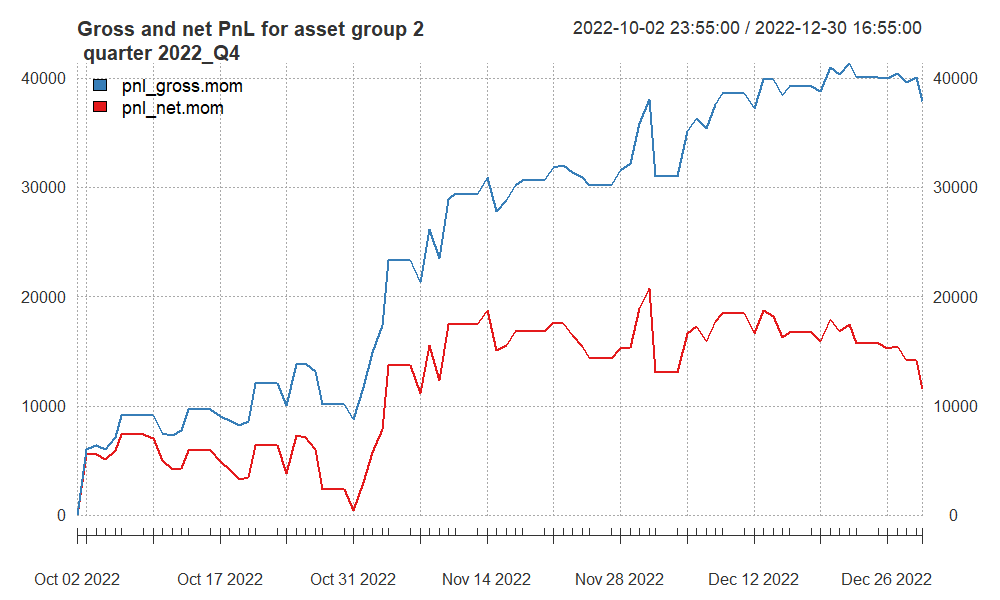 Gross and net PnL for asset group 2
quarter 2022_Q4
2022-10-02 23:55:00 / 2022-12-30 16:55:00
pnl_gross.mom
pnl_net.mom
40000
40000
30000
30000
20000
20000
10000
10000
0
0
Oct 02 2022
Oct 17 2022
Oct 31 2022
Nov 14 2022
Nov 28 2022
Dec 12 2022
Dec 26 2022